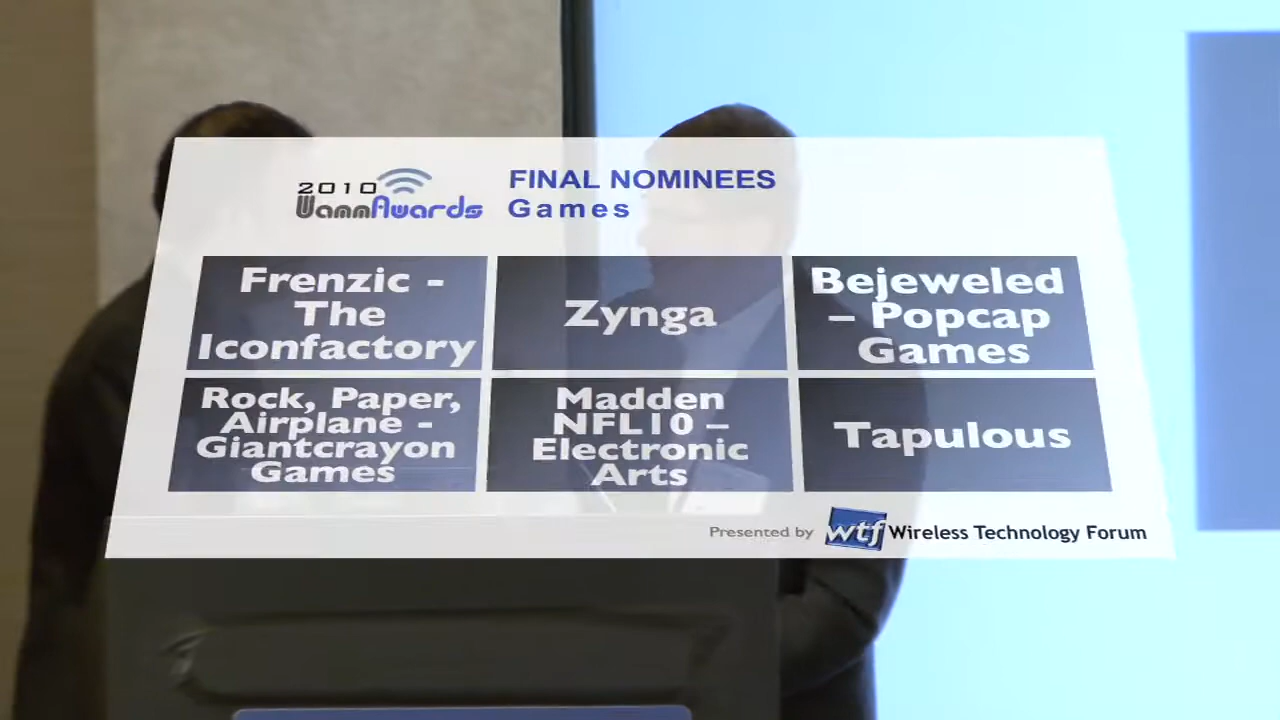 2010
VammAwards
FINAL NOMINEES
Games
Frenzic -
The
Iconfactory
Zynga
Bejeweled
– Popcap
Games
Rock, Paper,
Airplane -
Giantcrayon
Games
Madden
NFL10 –
Electronic
Arts
Tapulous
Presented by
wtf Wireless Technology Forum